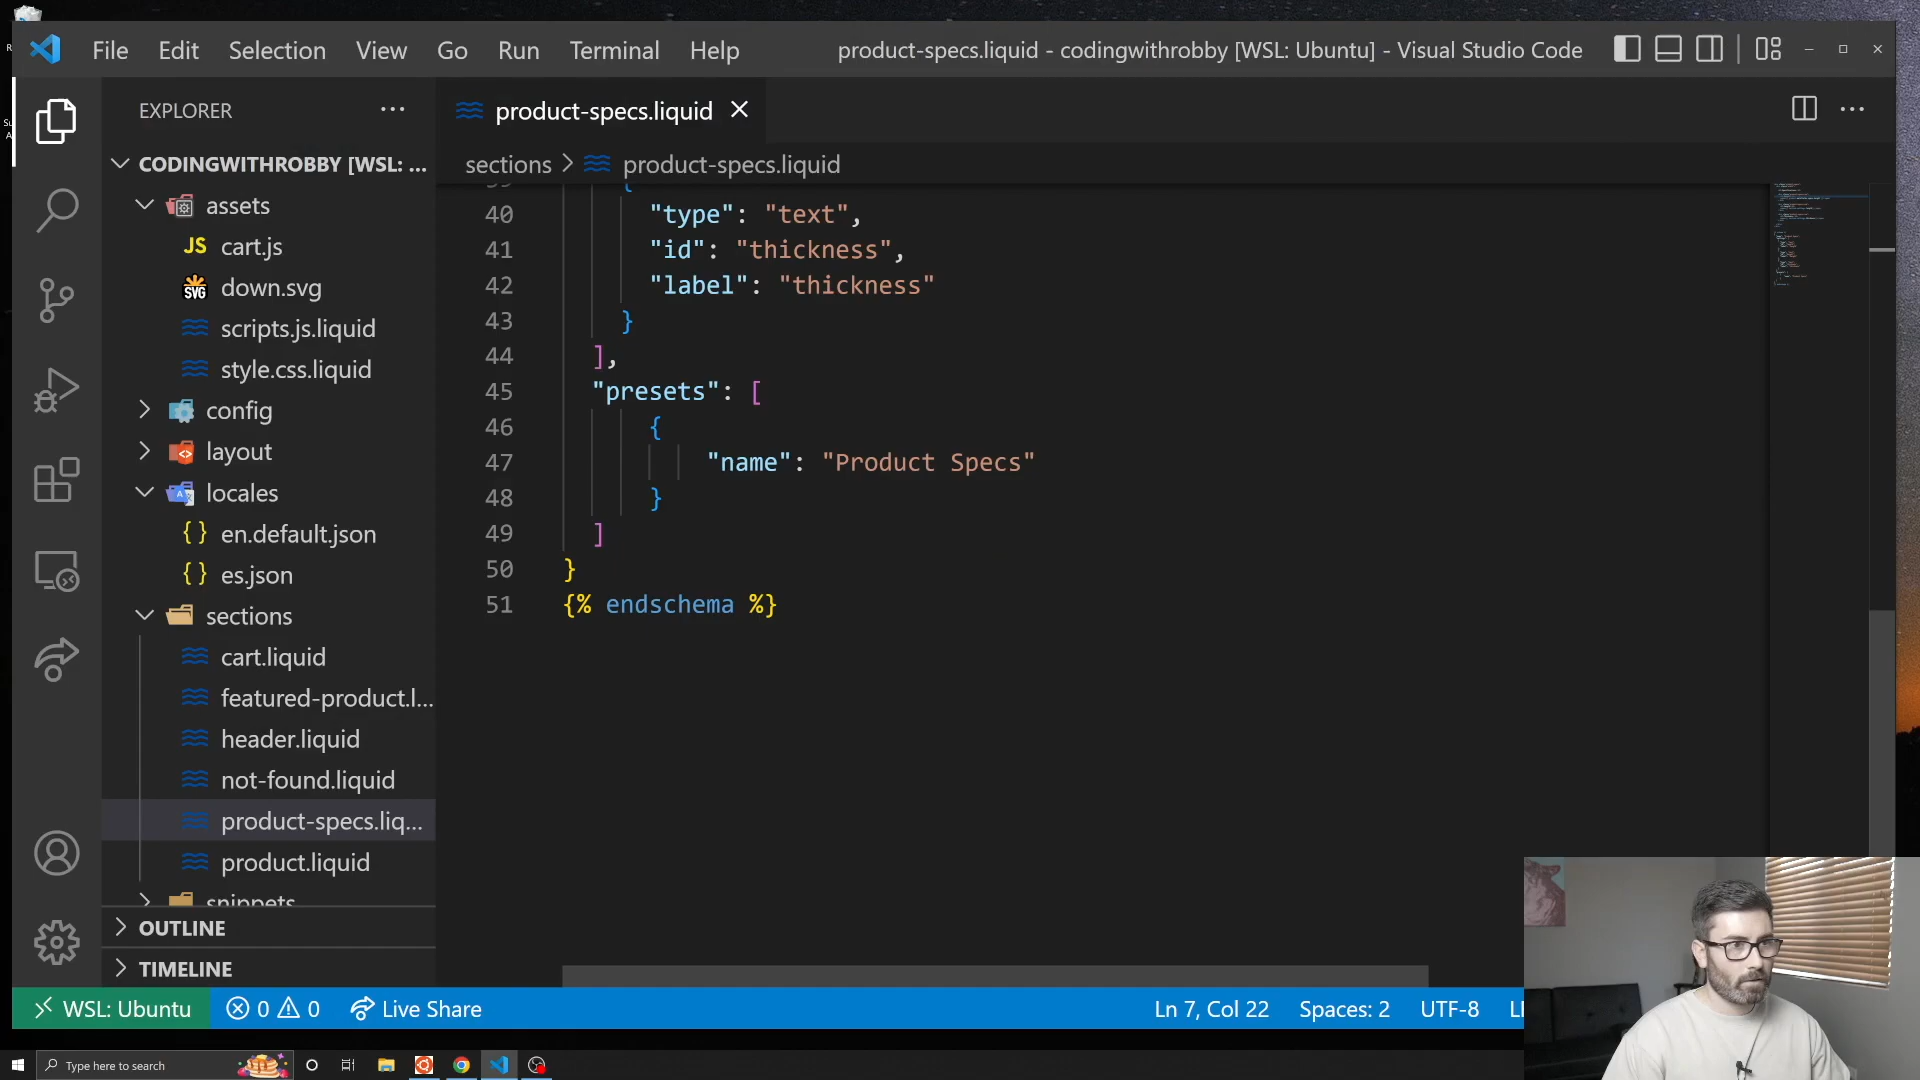 File Edit Selection View Go Run Terminal Help
product-specs.liquid - codingwithrobby [WSL: Ubuntu] - Visual Studio Code
EXPLORER
CODINGWITHROBBY [WSL: ...
assets
JS cart.js
SVG down.svg
scripts.js.liquid
style.css.liquid
config
layout
locales
{ } en.default.json
{ } es.json
sections
cart.liquid
featured-product.l...
header.liquid
not-found.liquid
product-specs.liq...
product.liquid
snippets
OUTLINE
TIMELINE
product-specs.liquid
sections > product-specs.liquid
39 {
40 "type": "text",
41 "id": "thickness",
42 "label": "thickness"
43 }
44 ],
45 "presets": [
46 {
47 "name": "Product Specs"
48 }
49 ]
50 }
51 {% endschema %}
WSL: Ubuntu 0 0 Live Share Ln 7, Col 22 Spaces: 2 UTF-8
Type here to search